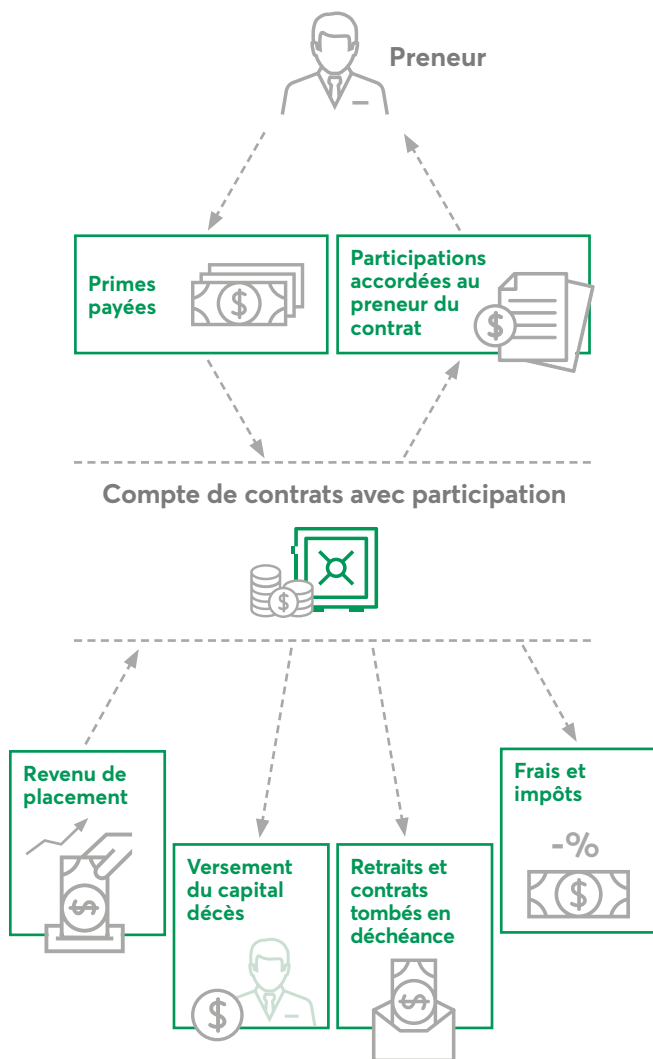 Preneur
Primes
payées
Participations
accordées au
preneur du
contrat
$
$
Compte de contrats avec participation
$
Revenu de
placement
$
Versement
du capital
décès
$
Retraits et
contrats
tombés en
déchéance
$
Frais et
impôts
-%
$